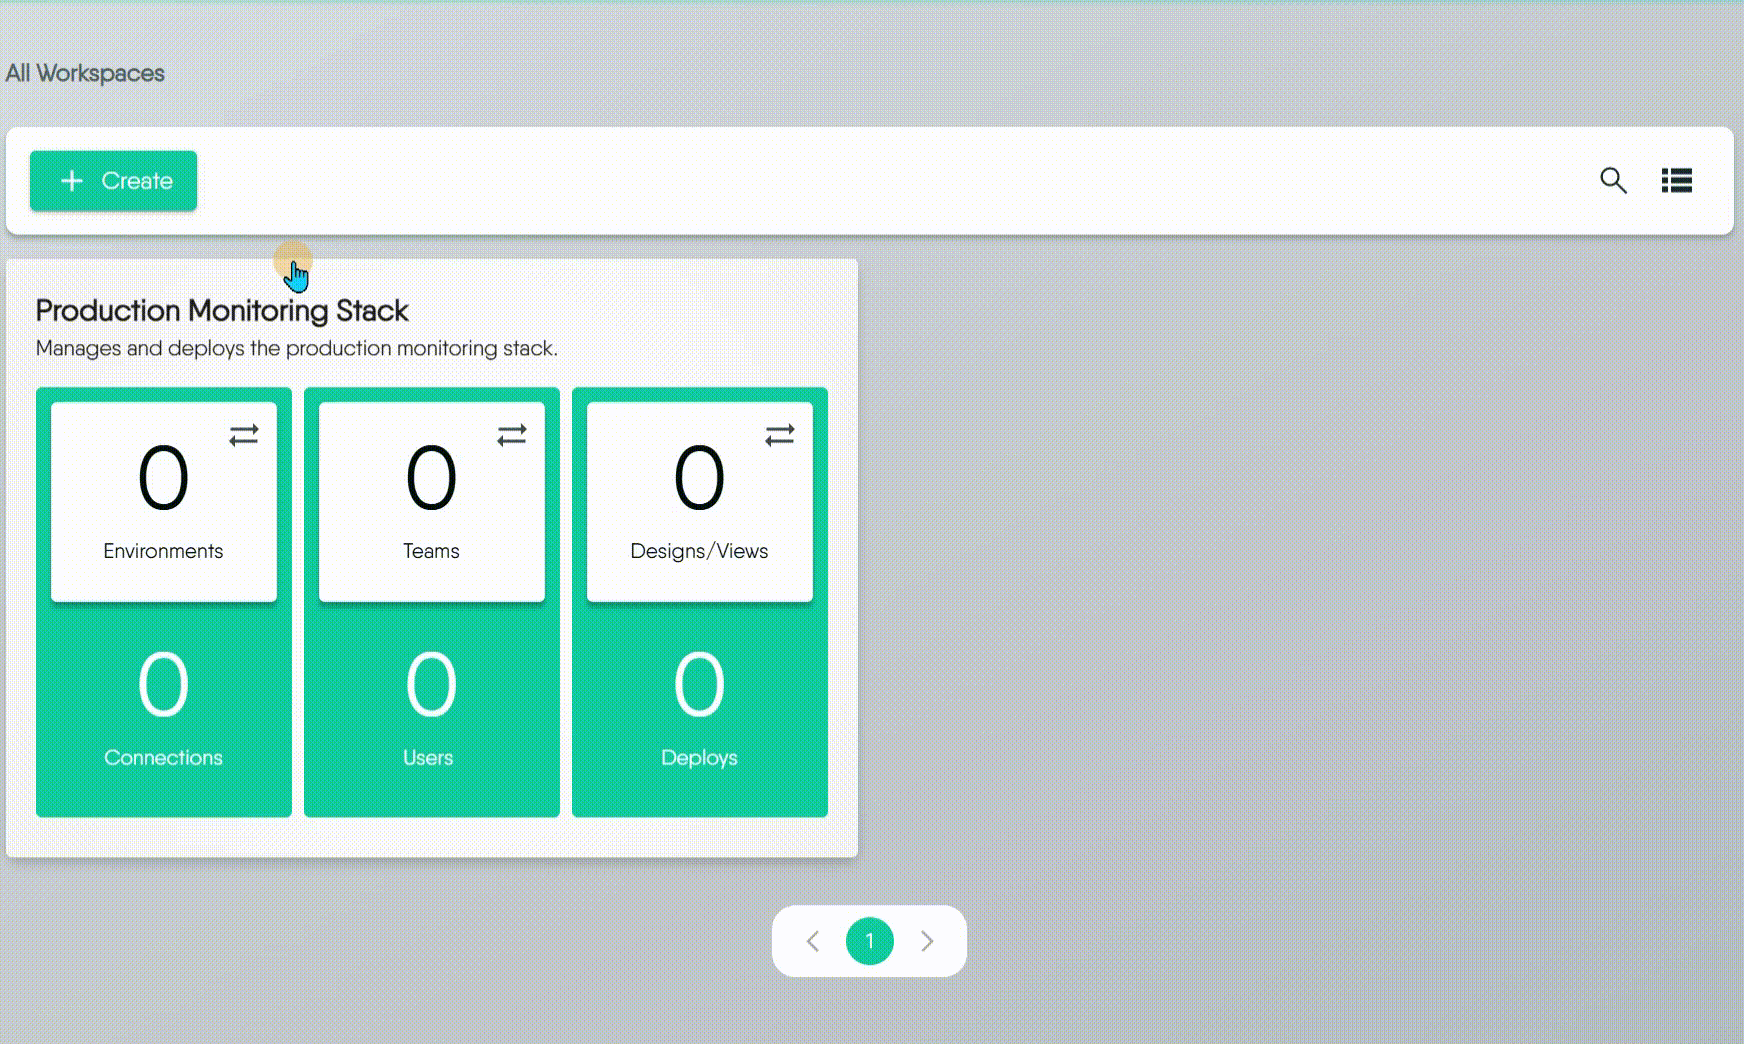 All Workspaces
+ Create
Production Monitoring Stack
Manages and deploys the production monitoring stack.
0
Environments
0
Teams
0
Designs/Views
0
Connections
0
Users
0
Deploys
1